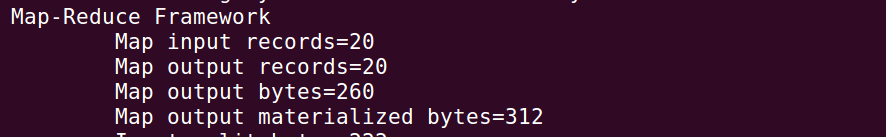 Map-Reduce Framework
Map input records=20
Map output records=20
Map output bytes=260
Map output materialized bytes=312